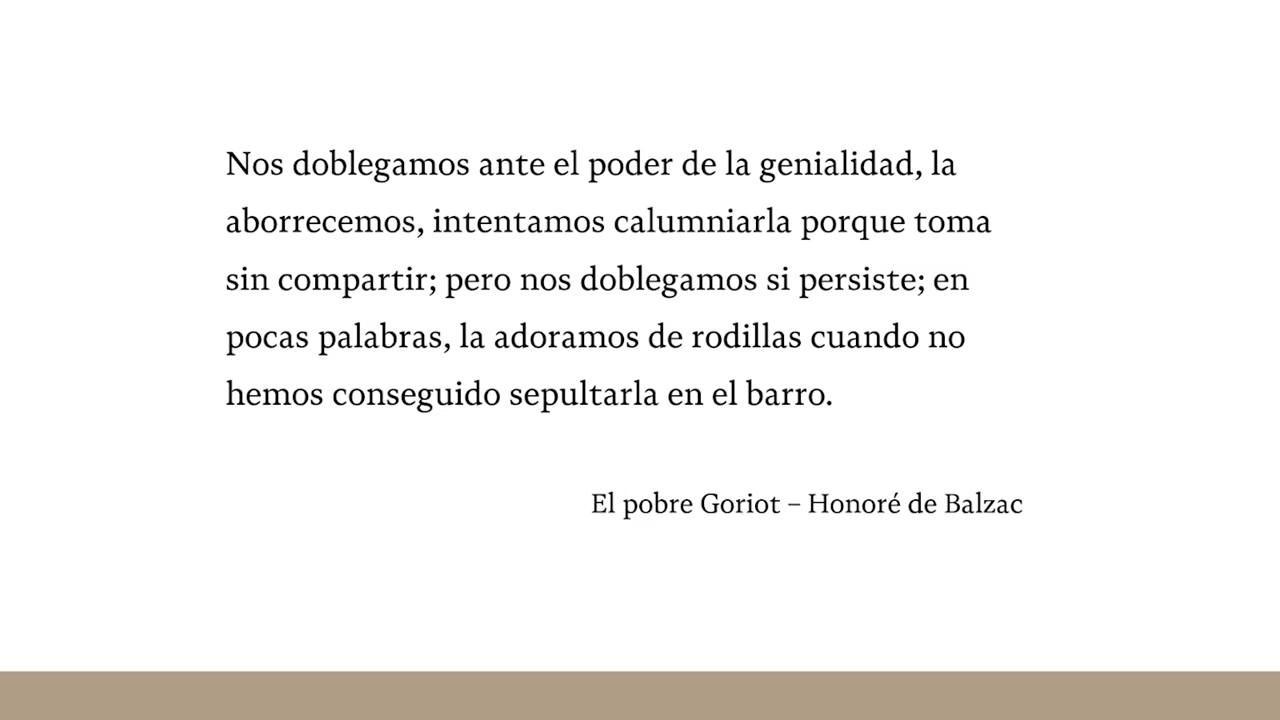 Nos doblegamos ante el poder de la genialidad, la
aborrecemos, intentamos calumniarla porque toma
sin compartir; pero nos doblegamos si persiste; en
pocas palabras, la adoramos de rodillas cuando no
hemos conseguido sepultarla en el barro.
El pobre Goriot – Honoré de Balzac